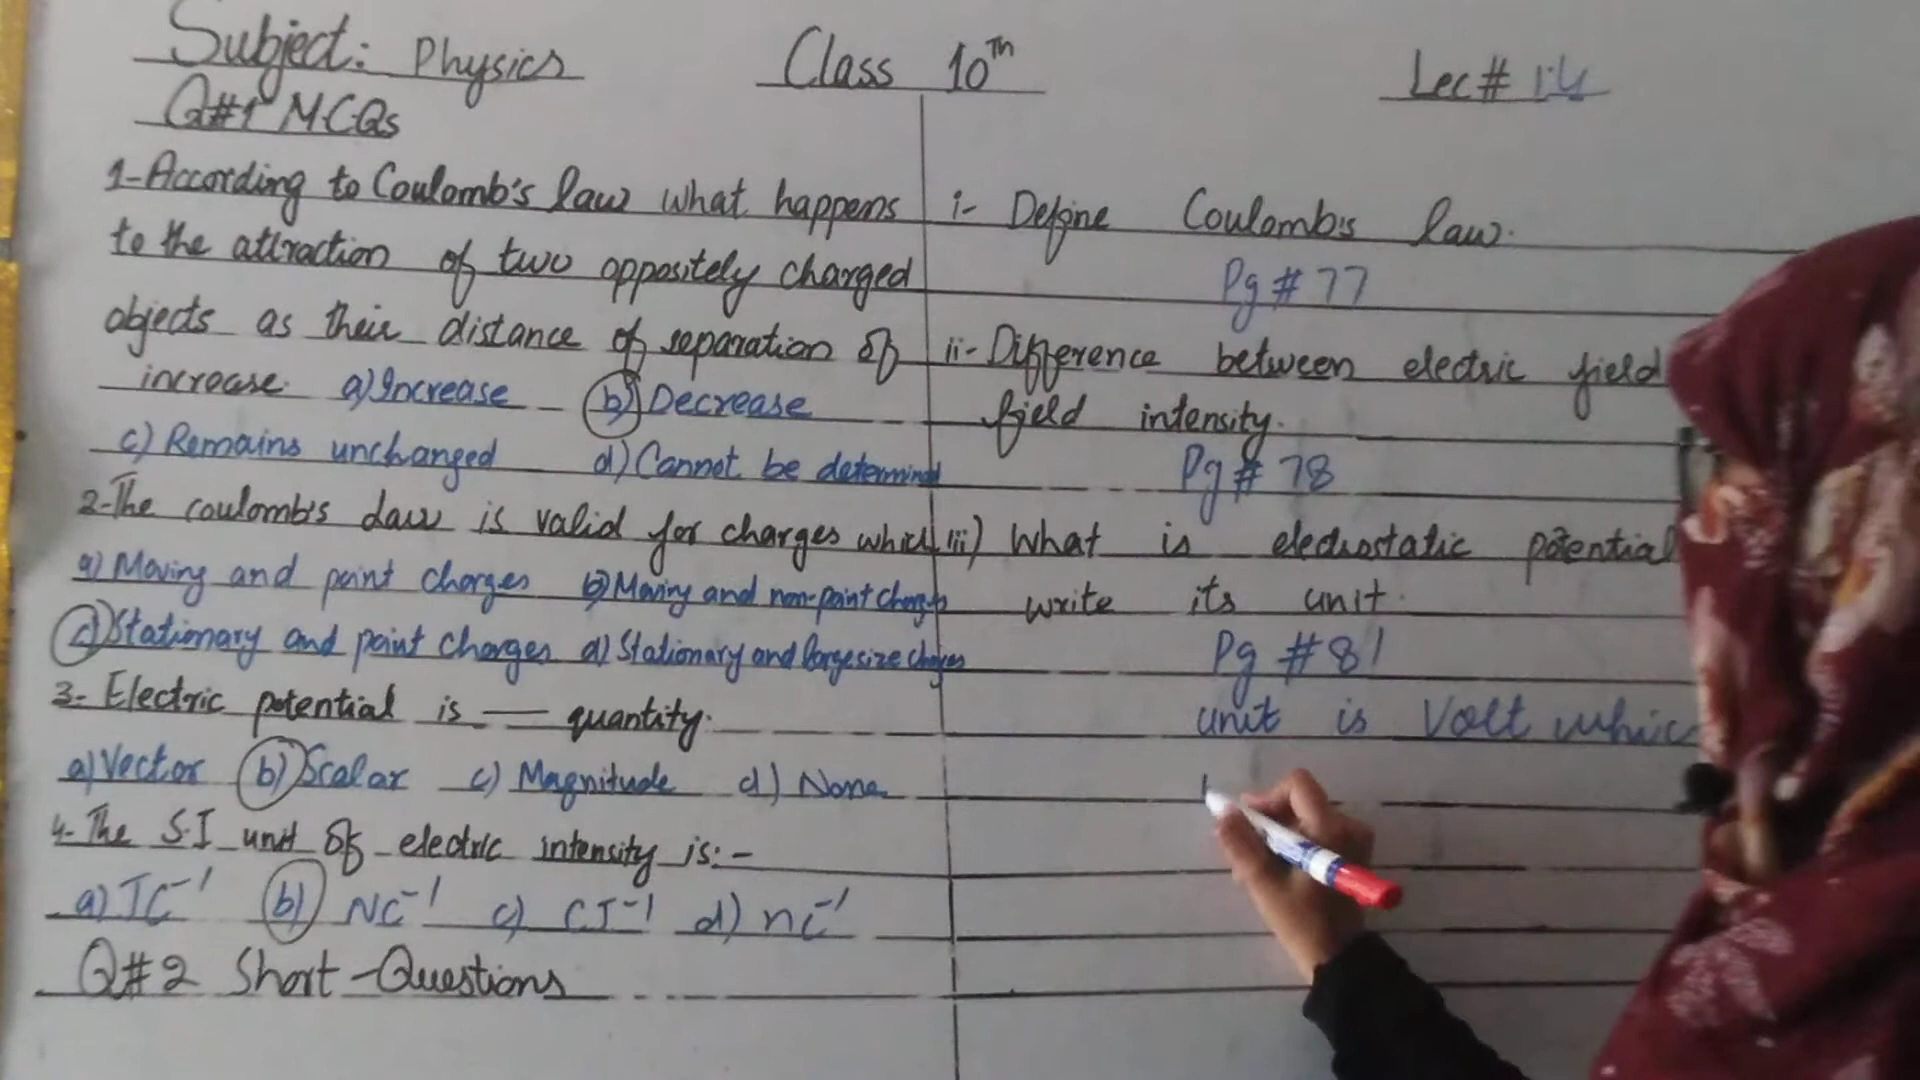 Subject: Physics Class 10Th Lec# 14
Q#1 MCQs
1-According to Coulomb's law what happens
to the attraction of two oppositely charged
objects as their distance of separation of
increase. a)Increase b)Decrease
c) Remains unchanged d)Cannot be determined
2-The coulomb's law is valid for charges which
a) Moving and point charges b)Moving and non-point charges
c)Stationary and point charges d) Stationary and large size charges
3- Electric potential is — quantity.
a)Vector b)Scalar c) Magnitude d) None
4- The S.I unit of electric intensity is:-
a) JC⁻¹ b) NC⁻¹ c) CJ⁻¹ d) nc⁻¹
Q#2 Short-Questions
i- Define Coulomb's law.
Pg # 77
ii- Difference between electric field
field intensity.
Pg # 78
iii) What is electrostatic potential
write its unit.
Pg #81
unit is Volt whic